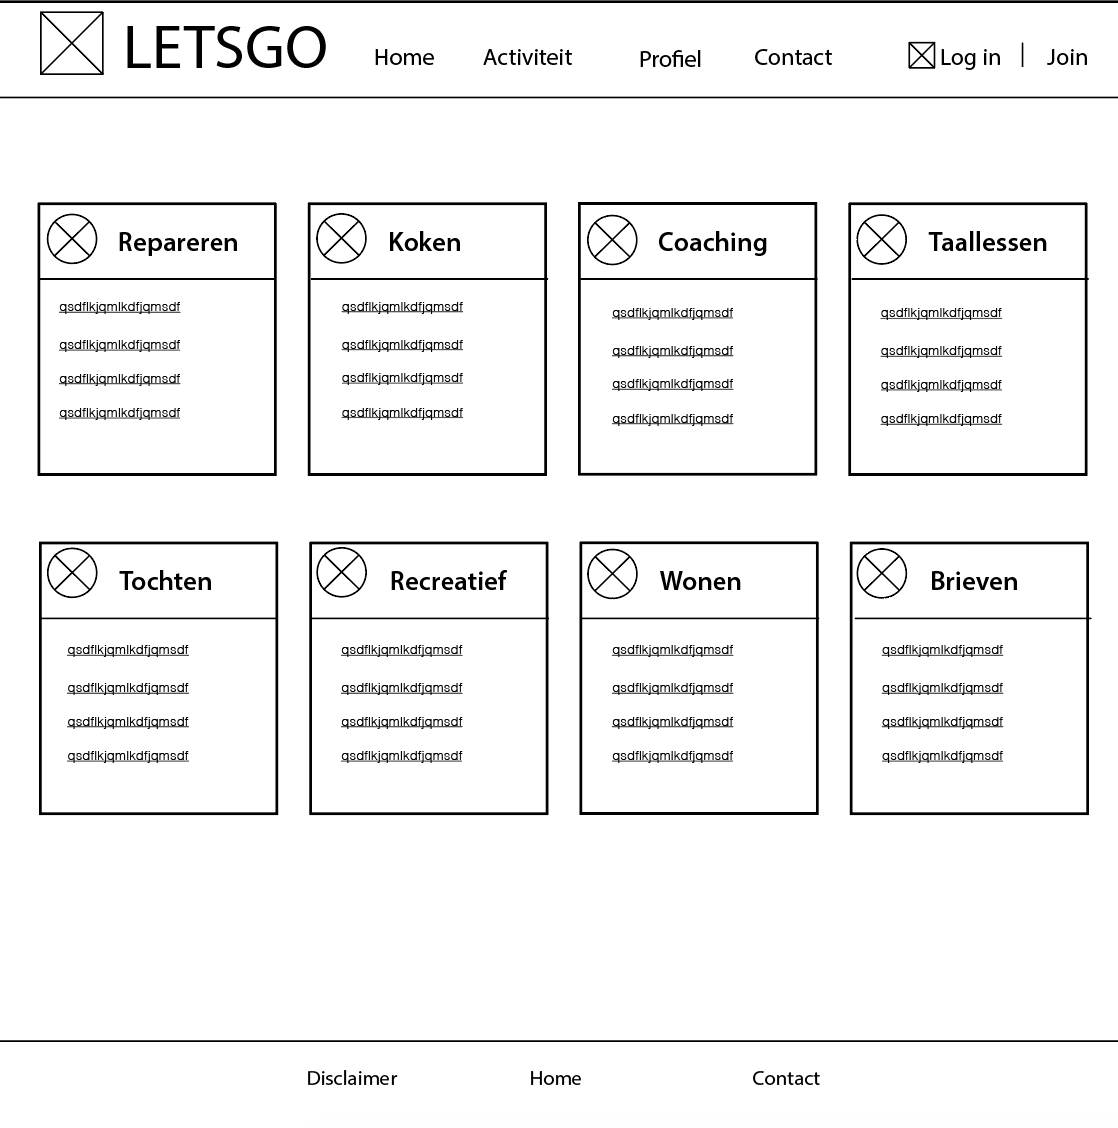 LETSGO Home Activiteit Profiel Contact Log in | Join
Repareren
qsdflkjqmlkdfjqmsdf
qsdflkjqmlkdfjqmsdf
qsdflkjqmlkdfjqmsdf
qsdflkjqmlkdfjqmsdf
Koken
qsdflkjqmlkdfjqmsdf
qsdflkjqmlkdfjqmsdf
qsdflkjqmlkdfjqmsdf
qsdflkjqmlkdfjqmsdf
Coaching
qsdflkjqmlkdfjqmsdf
qsdflkjqmlkdfjqmsdf
qsdflkjqmlkdfjqmsdf
qsdflkjqmlkdfjqmsdf
Taallessen
qsdflkjqmlkdfjqmsdf
qsdflkjqmlkdfjqmsdf
qsdflkjqmlkdfjqmsdf
qsdflkjqmlkdfjqmsdf
Tochten
qsdflkjqmlkdfjqmsdf
qsdflkjqmlkdfjqmsdf
qsdflkjqmlkdfjqmsdf
qsdflkjqmlkdfjqmsdf
Recreatief
qsdflkjqmlkdfjqmsdf
qsdflkjqmlkdfjqmsdf
qsdflkjqmlkdfjqmsdf
qsdflkjqmlkdfjqmsdf
Wonen
qsdflkjqmlkdfjqmsdf
qsdflkjqmlkdfjqmsdf
qsdflkjqmlkdfjqmsdf
qsdflkjqmlkdfjqmsdf
Brieven
qsdflkjqmlkdfjqmsdf
qsdflkjqmlkdfjqmsdf
qsdflkjqmlkdfjqmsdf
qsdflkjqmlkdfjqmsdf
Disclaimer Home Contact